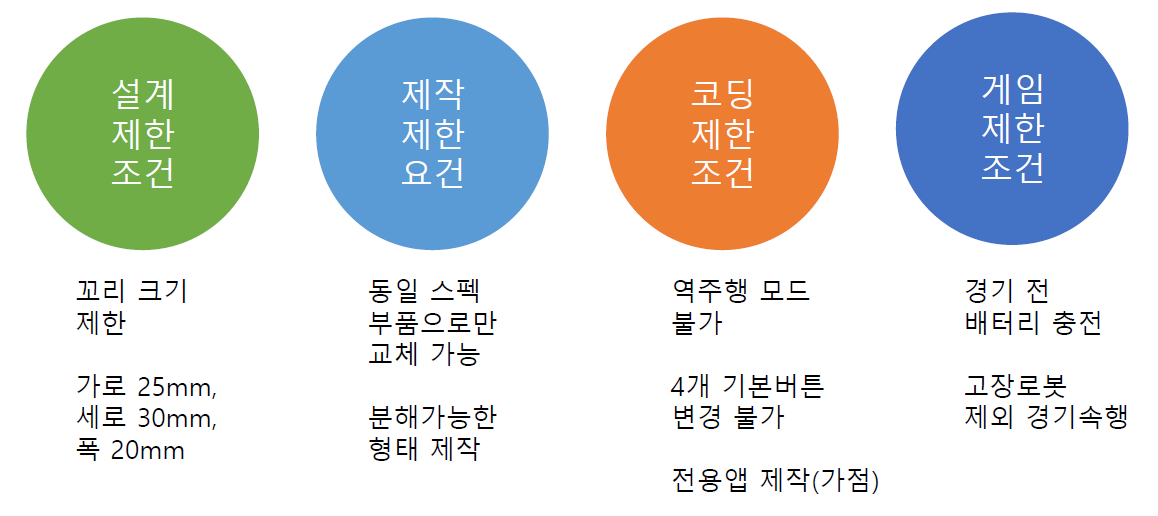 설계
제한
조건
꼬리 크기
제한
가로 25mm,
세로 30mm,
폭 20mm
제작
제한
요건
동일 스펙
부품으로만
교체 가능
분해가능한
형태 제작
코딩
제한
조건
역주행 모드
불가
4개 기본버튼
변경 불가
전용앱 제작(가점)
게임
제한
조건
경기 전
배터리 충전
고장로봇
제외 경기속행